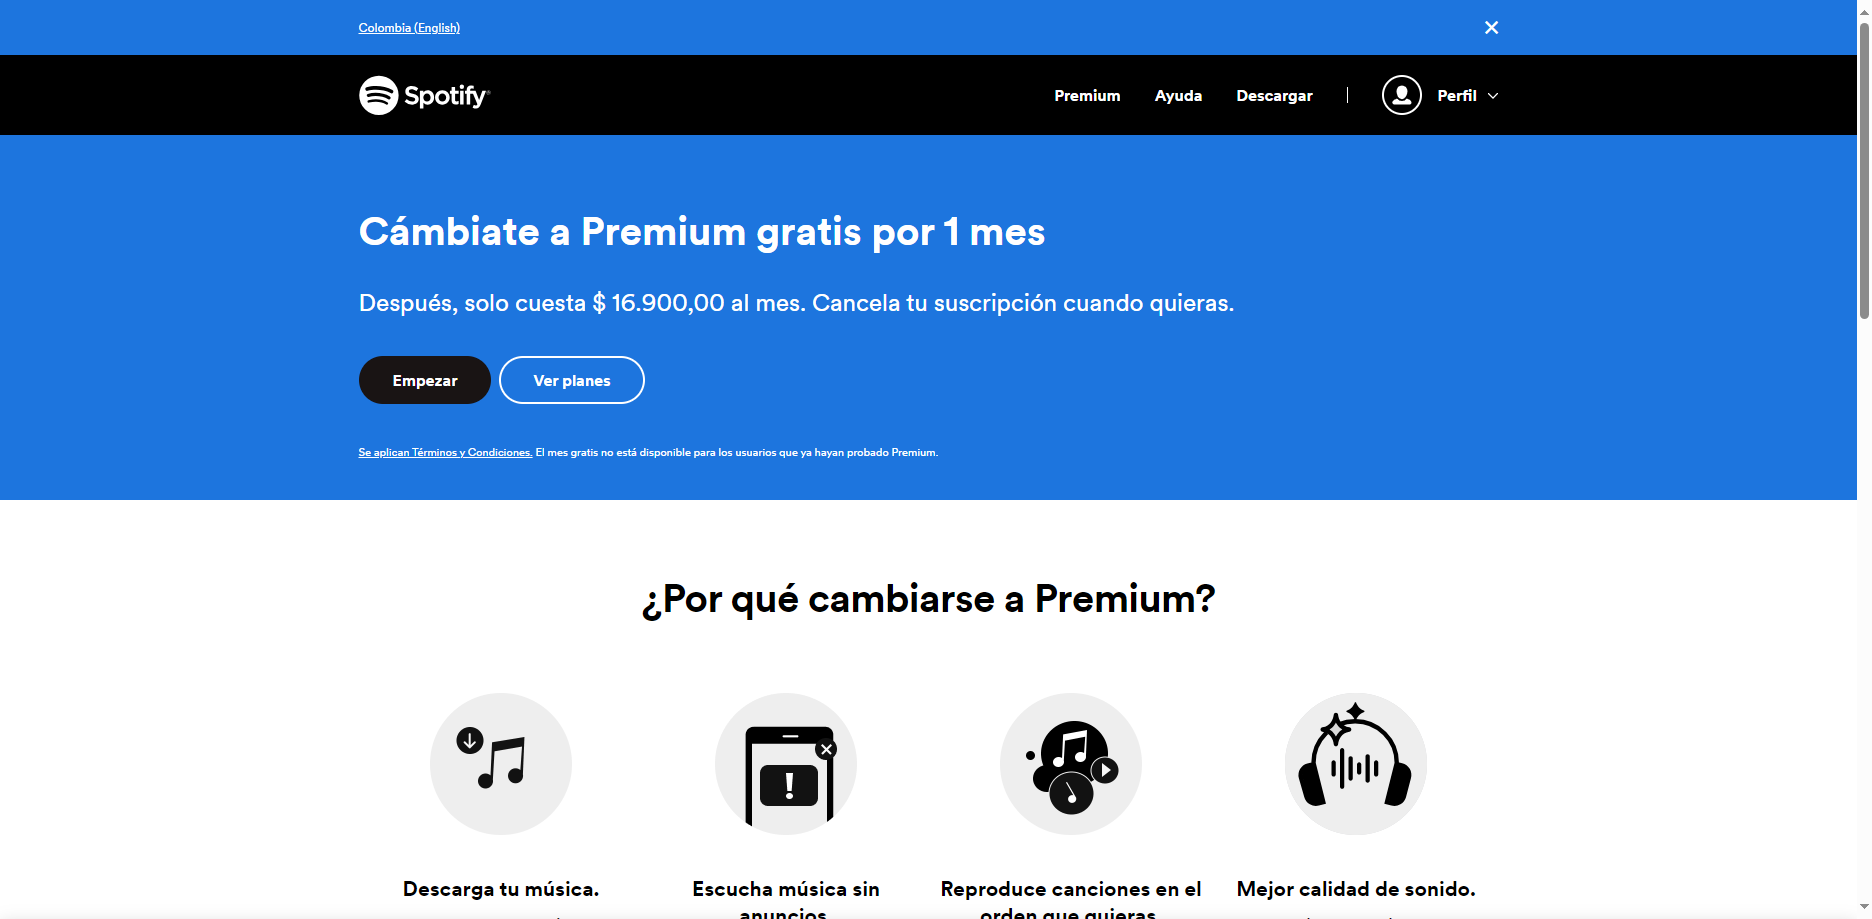 Colombia (English)
Spotify
Premium
Ayuda
Descargar
Perfil
Cámbiate a Premium gratis por 1 mes
Después, solo cuesta $ 16.900,00 al mes. Cancela tu suscripción cuando quieras.
Empezar
Ver planes
Se aplican Términos y Condiciones. El mes gratis no está disponible para los usuarios que ya hayan probado Premium.
¿Por qué cambiarse a Premium?
Descarga tu música.
Escucha música sin
anuncios
Reproduce canciones en el
orden que quieras
Mejor calidad de sonido.